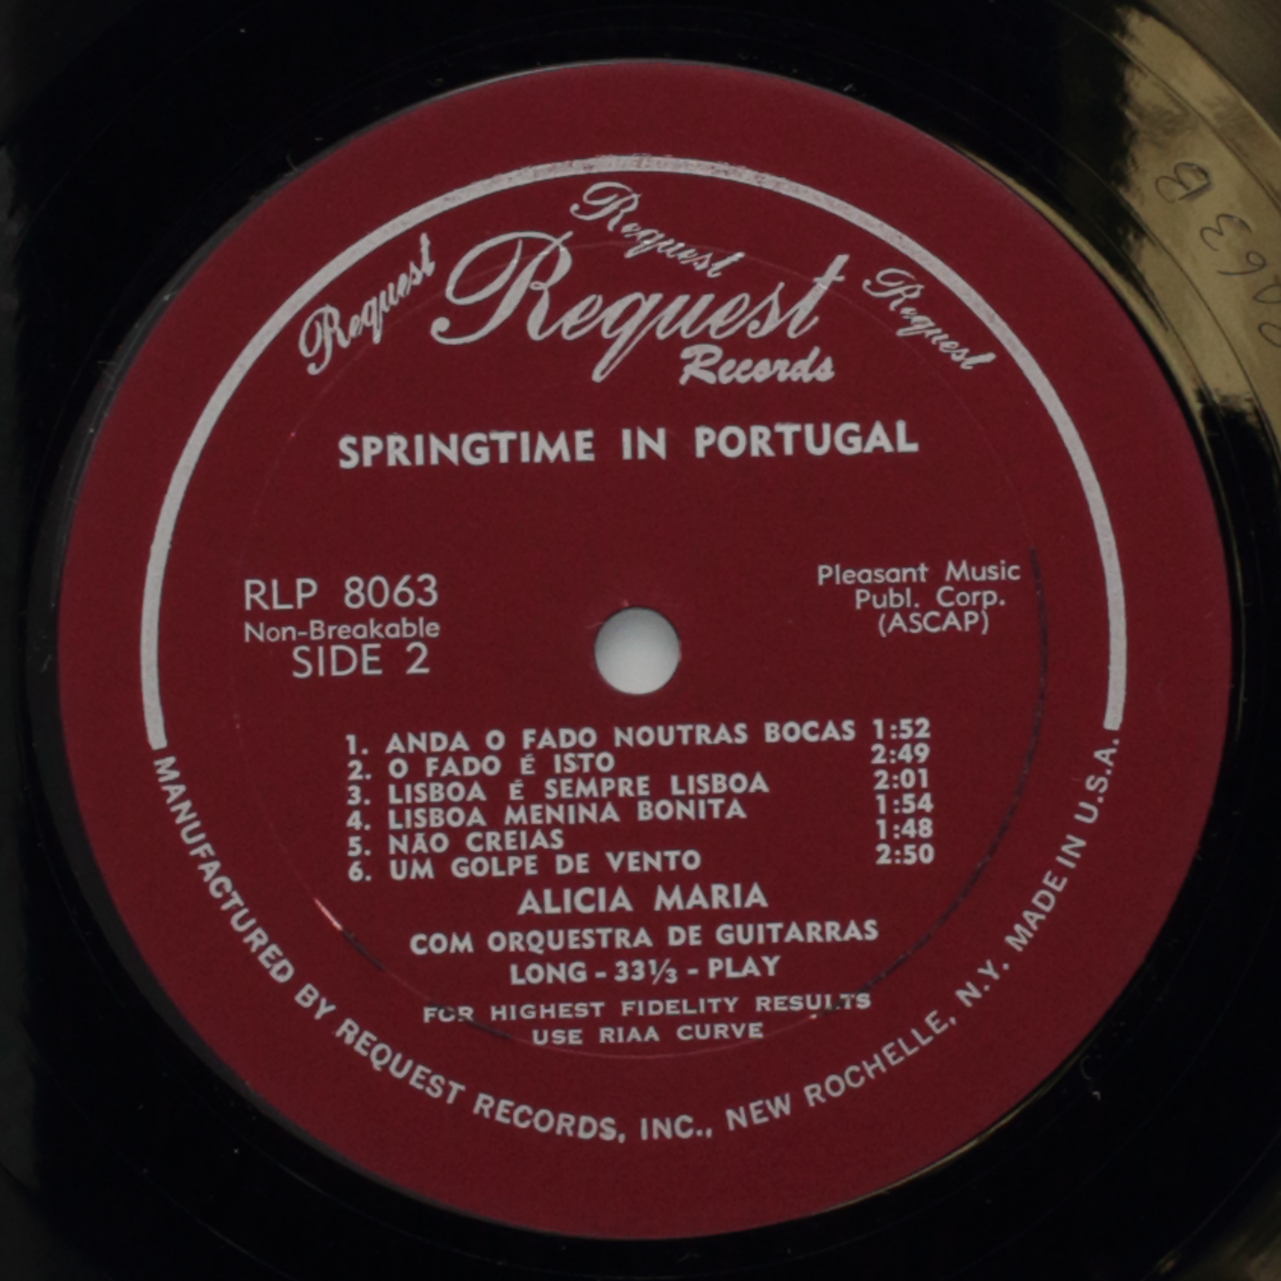 Request
Request
Request
Request
Records
SPRINGTIME IN PORTUGAL
RLP 8063
Non-Breakable
SIDE 2
Pleasant Music
Publ. Corp.
(ASCAP)
1. ANDA O FADO NOUTRAS BOCAS 1:52
2. O FADO É ISTO 2:49
3. LISBOA É SEMPRE LISBOA 2:01
4. LISBOA MENINA BONITA 1:54
5. NÃO CREIAS 1:48
6. UM GOLPE DE VENTO 2:50
ALICIA MARIA
COM ORQUESTRA DE GUITARRAS
LONG - 33⅓ - PLAY
FOR HIGHEST FIDELITY RESULTS
USE RIAA CURVE
MANUFACTURED BY REQUEST RECORDS, INC., NEW ROCHELLE, N.Y. MADE IN U.S.A.